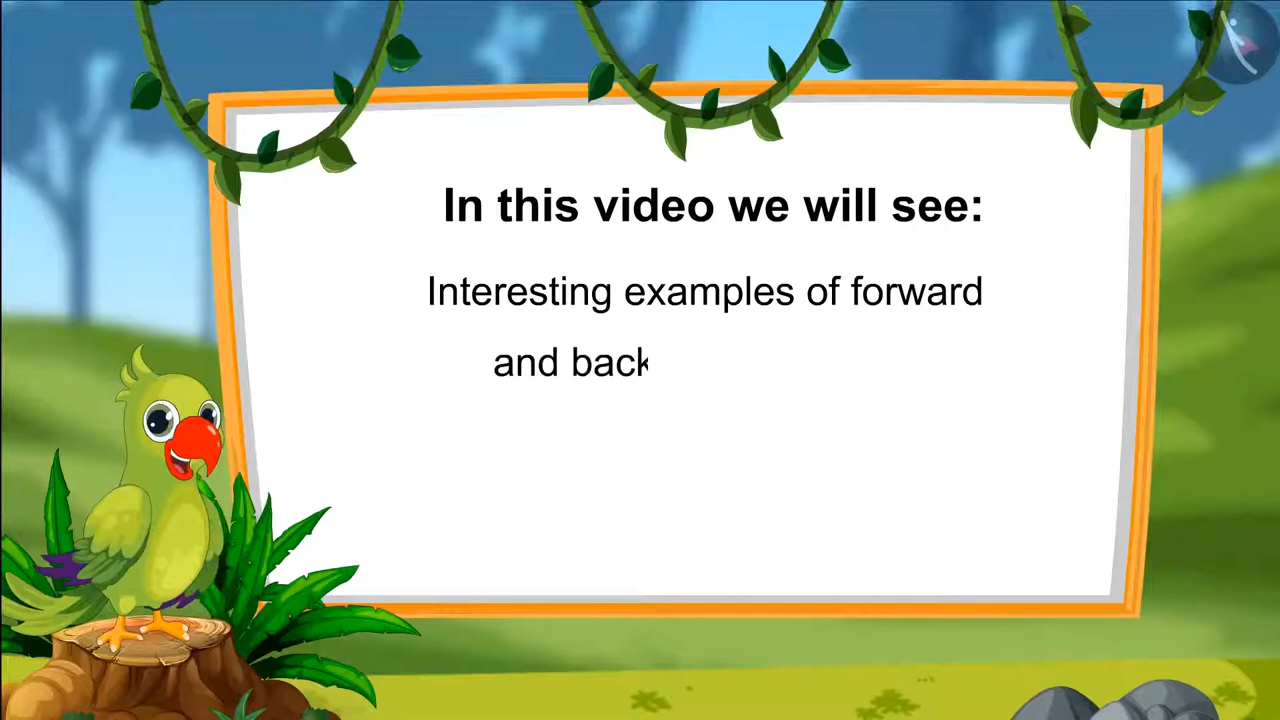 In this video we will see:
Interesting examples of forward
and back